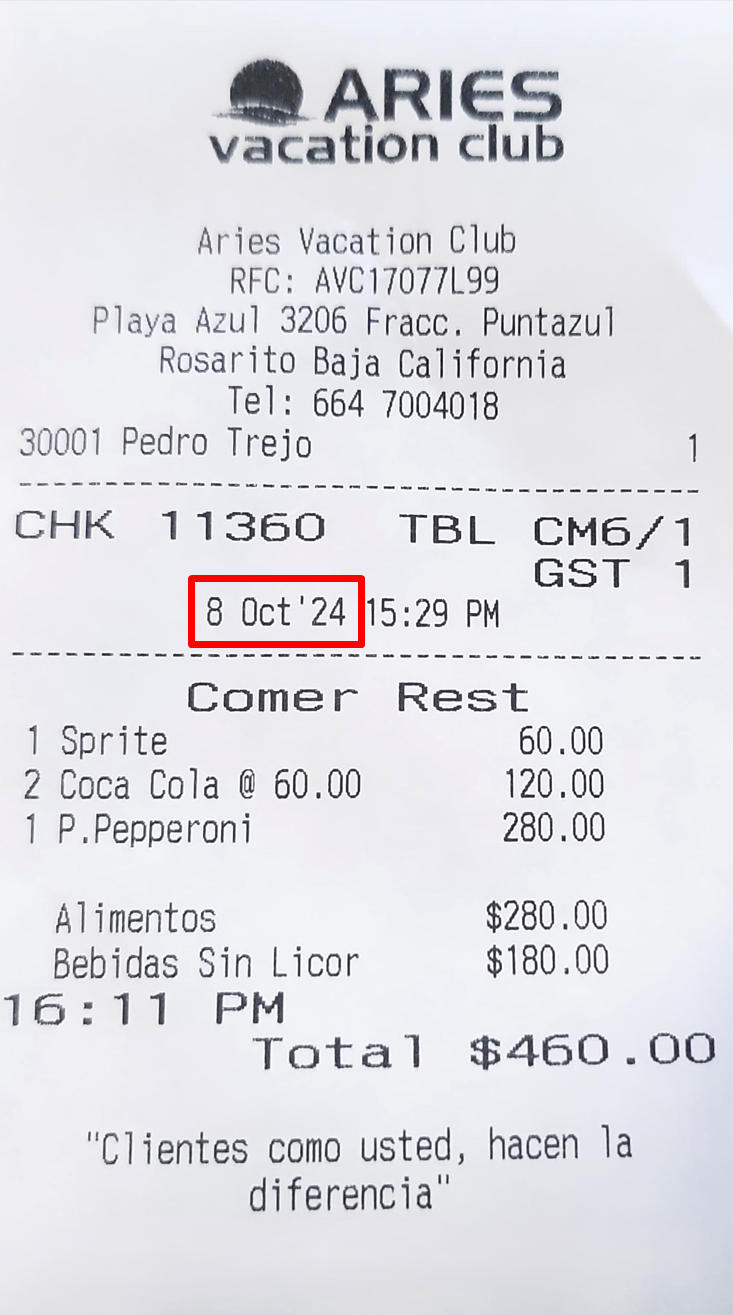 ARIES
vacation club
Aries Vacation Club
RFC: AVC17077L99
Playa Azul 3206 Fracc. Puntazul
Rosarito Baja California
Tel: 664 7004018
30001 Pedro Trejo 1
CHK 11360 TBL CM6/1
GST 1
8 Oct'24 15:29 PM
Comer Rest
1 Sprite 60.00
2 Coca Cola @ 60.00 120.00
1 P.Pepperoni 280.00
Alimentos $280.00
Bebidas Sin Licor $180.00
16:11 PM
Total $460.00
"Clientes como usted, hacen la
diferencia"